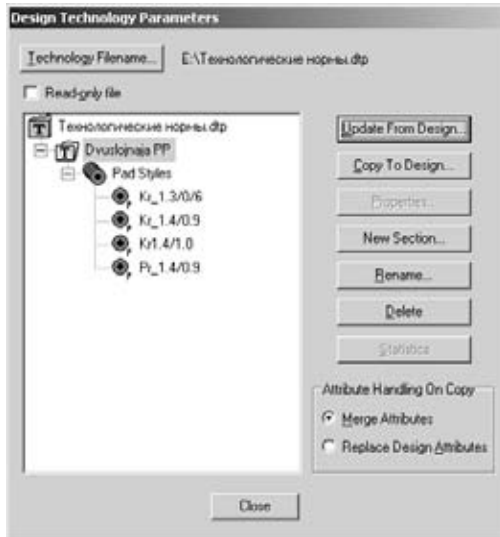 Design Technology Parameters
Technology Filename... E:\Технологические нормы.dtp
Read-only file
Технологические нормы.dtp
Dvuslojnaja PP
Pad Styles
Kr_1.3/0/6
Kr_1.4/0.9
Kr1.4/1.0
Pr_1.4/0.9
Update From Design...
Copy To Design...
Properties...
New Section...
Rename...
Delete
Statistics
Attribute Handling On Copy
Merge Attributes
Replace Design Attributes
Close